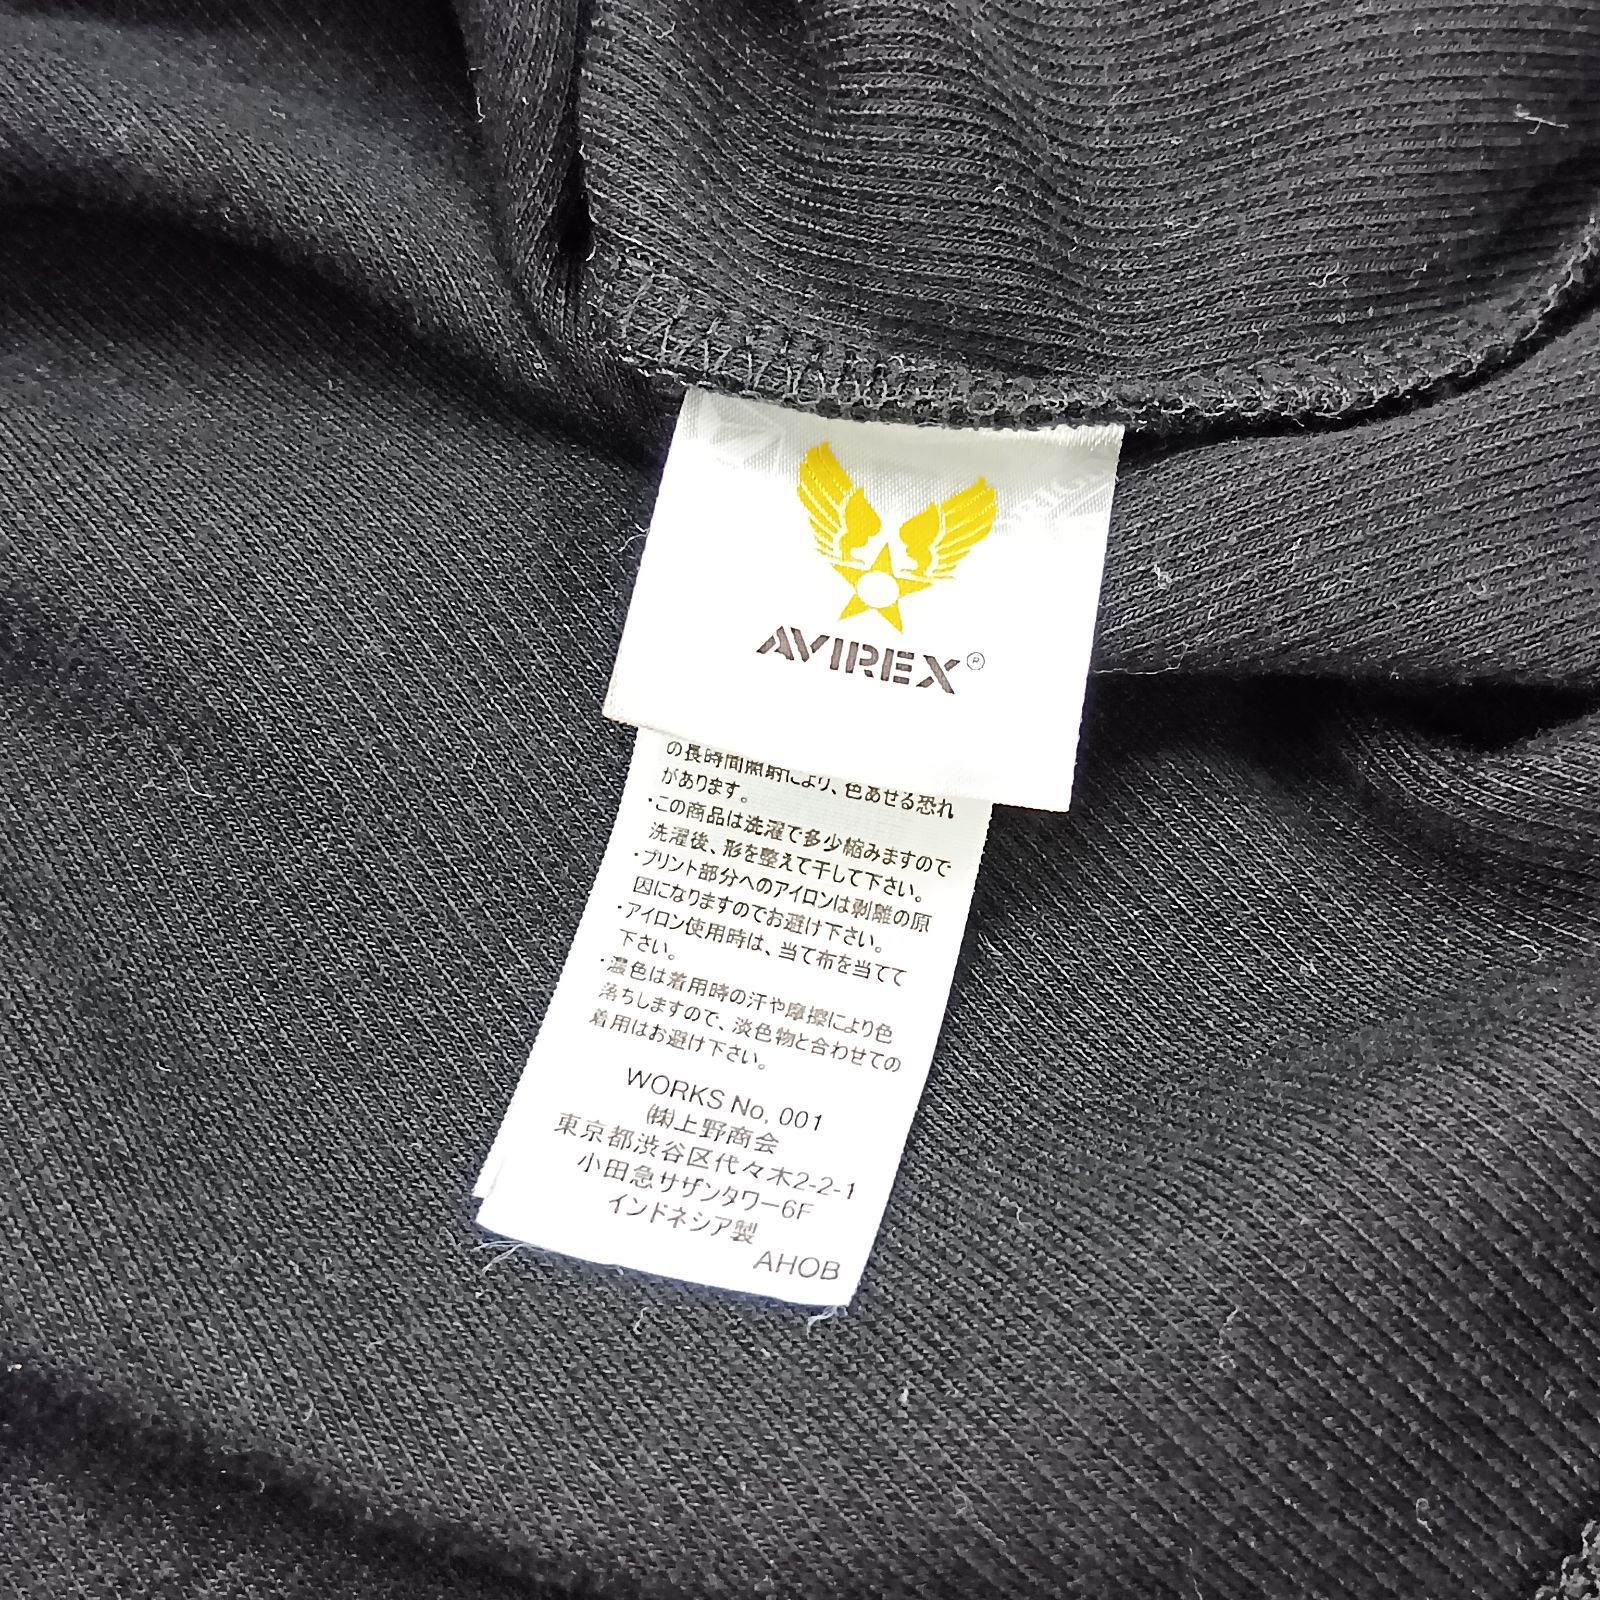 AVIREX®
の長時間照射により、色あせる恐れ
があります。
・この商品は洗濯で多少縮みますので
洗濯後、形を整えて干して下さい。
・プリント部分へのアイロンは剥離の原
因になりますのでお避け下さい。
・アイロン使用時は、当て布を当てて
下さい。
・濃色は着用時の汗や摩擦により色
落ちしますので、淡色物と合わせての
着用はお避け下さい。
WORKS No, 001
㈱上野商会
東京都渋谷区代々木2-2-1
小田急サザンタワー6F
インドネシア製
AHOB